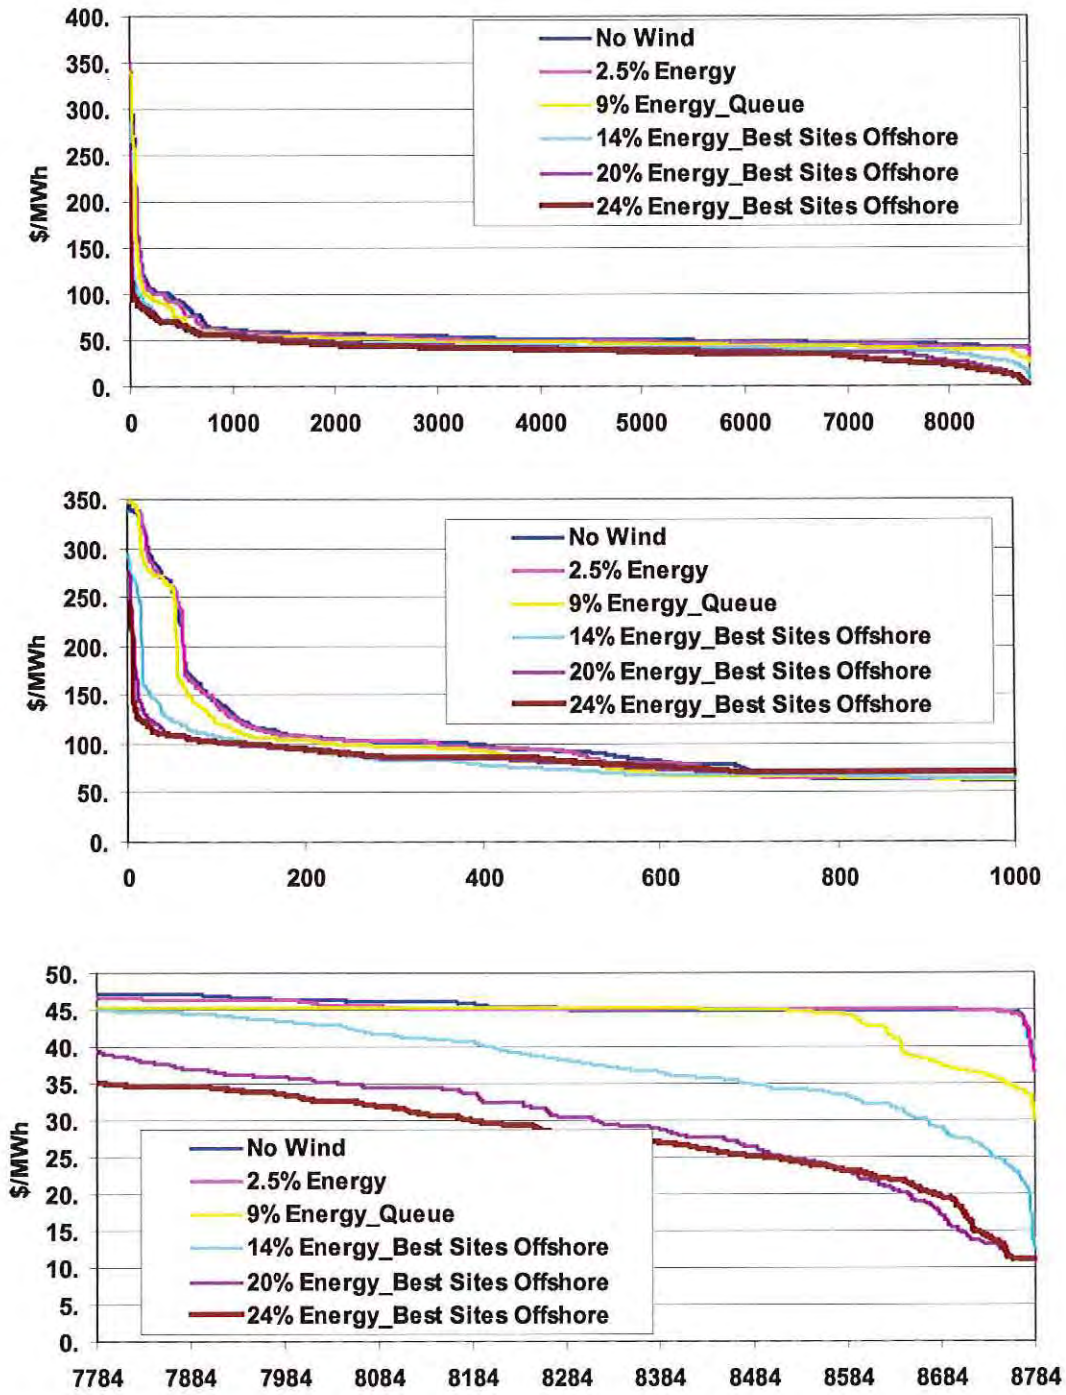 400.
350.
300.
250.
200.
150.
100.
50.
0.
$/MWh
No Wind
2.5% Energy
9% Energy_Queue
14% Energy_Best Sites Offshore
20% Energy_Best Sites Offshore
24% Energy_Best Sites Offshore
0 1000 2000 3000 4000 5000 6000 7000 8000
350.
300.
250.
200.
150.
100.
50.
0.
$/MWh
No Wind
2.5% Energy
9% Energy_Queue
14% Energy_Best Sites Offshore
20% Energy_Best Sites Offshore
24% Energy_Best Sites Offshore
0 200 400 600 800 1000
50.
45.
40.
35.
30.
25.
20.
15.
10.
5.
0.
$/MWh
No Wind
2.5% Energy
9% Energy_Queue
14% Energy_Best Sites Offshore
20% Energy_Best Sites Offshore
24% Energy_Best Sites Offshore
7784 7884 7984 8084 8184 8284 8384 8484 8584 8684 8784